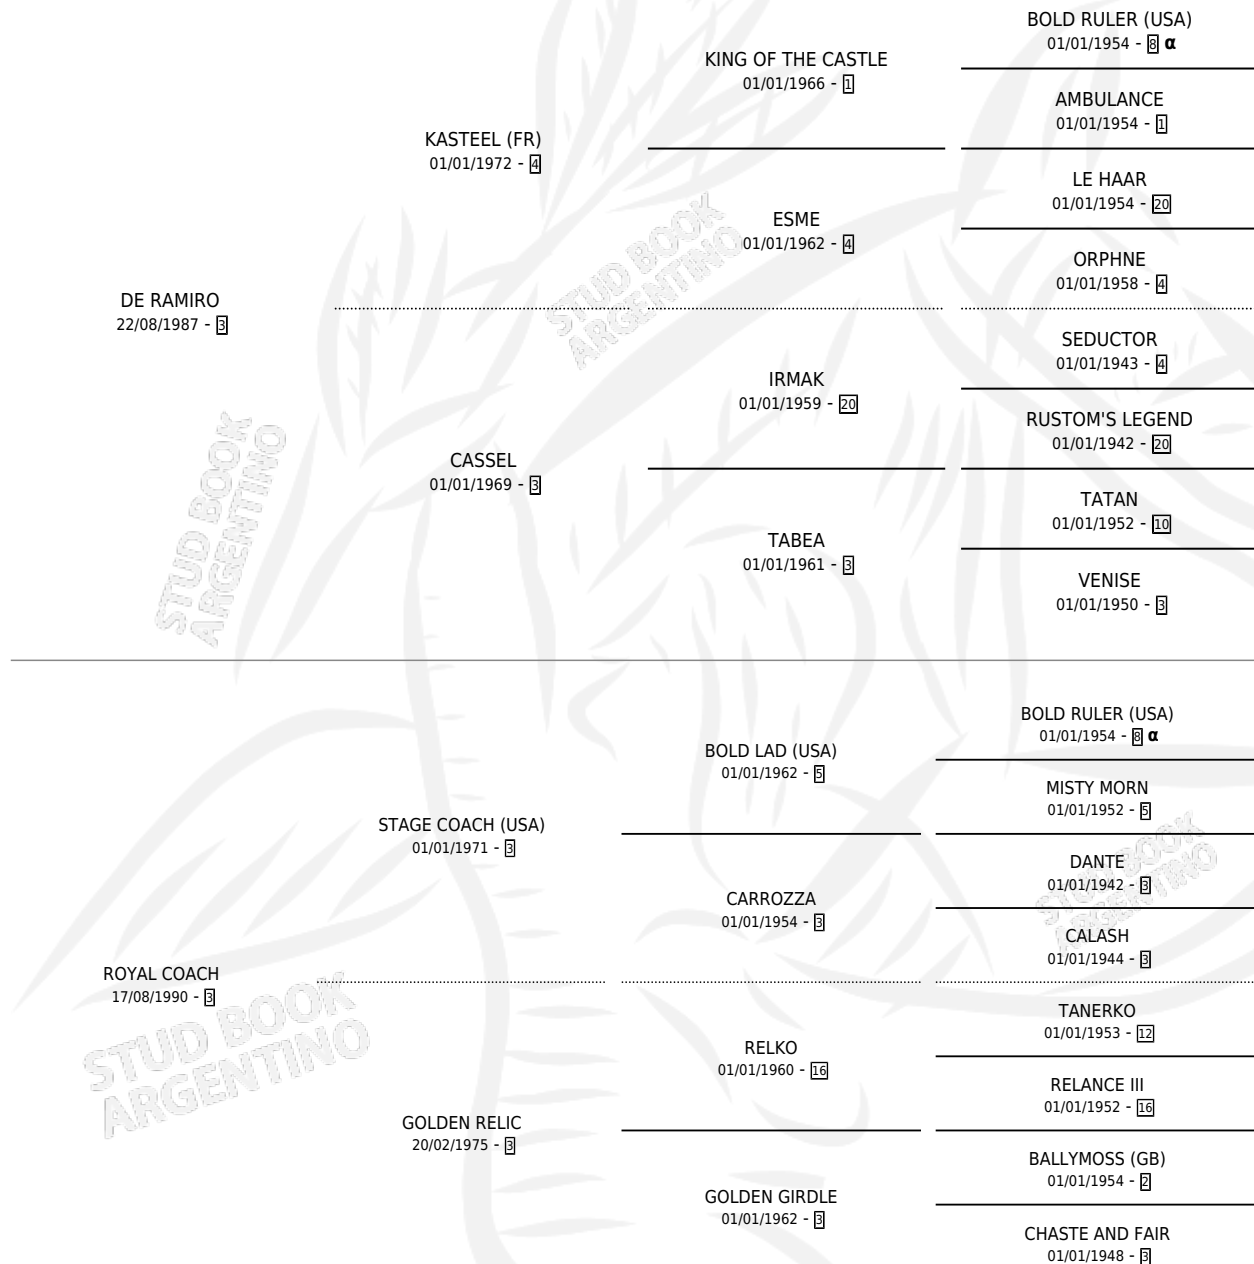 BOLD RULER (USA)
01/01/1954 - 8 α
KING OF THE CASTLE
01/01/1966 - 1
AMBULANCE
01/01/1954 - 1
KASTEEL (FR)
01/01/1972 - 4
LE HAAR
01/01/1954 - 20
ESME
01/01/1962 - 4
ORPHNE
01/01/1958 - 4
DE RAMIRO
22/08/1987 - 3
SEDUCTOR
01/01/1943 - 4
IRMAK
01/01/1959 - 20
RUSTOM'S LEGEND
01/01/1942 - 20
CASSEL
01/01/1969 - 3
TATAN
01/01/1952 - 10
TABEA
01/01/1961 - 3
VENISE
01/01/1950 - 3
STUD BOOK
ARGENTINO
STUD BOOK
ARGENTINO
BOLD RULER (USA)
01/01/1954 - 8 α
BOLD LAD (USA)
01/01/1962 - 5
MISTY MORN
01/01/1952 - 5
STAGE COACH (USA)
01/01/1971 - 3
DANTE
01/01/1942 - 3
CARROZZA
01/01/1954 - 3
CALASH
01/01/1944 - 3
ROYAL COACH
17/08/1990 - 3
TANERKO
01/01/1953 - 12
RELKO
01/01/1960 - 16
RELANCE III
01/01/1952 - 16
GOLDEN RELIC
20/02/1975 - 3
BALLYMOSS (GB)
01/01/1954 - 2
GOLDEN GIRDLE
01/01/1962 - 3
CHASTE AND FAIR
01/01/1948 - 3
STUD BOOK
ARGENTINO
STUD BOOK
ARGENTINO